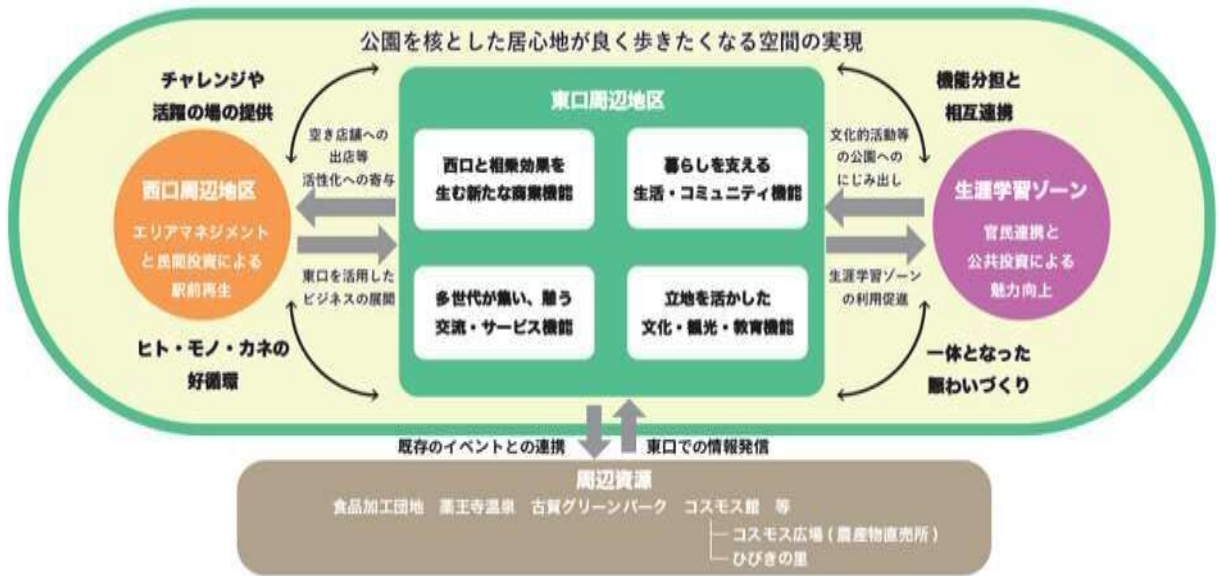 公園を核とした居心地が良く歩きたくなる空間の実現
チャレンジや
活躍の場の提供
空き店舗への
出店等
活性化への寄与
西口周辺地区
エリアマネジメント
と民間投資による
駅前再生
東口を活用した
ビジネスの展開
ヒト・モノ・カネの
好循環
東口周辺地区
西口と相乗効果を
生む新たな商業機能
暮らしを支える
生活・コミュニティ機能
多世代が集い、憩う
交流・サービス機能
立地を活かした
文化・観光・教育機能
機能分担と
相互連携
文化的活動等
の公園への
にじみ出し
生涯学習ゾーン
官民連携と
公共投資による
魅力向上
生涯学習ゾーン
の利用促進
一体となった
賑わいづくり
既存のイベントとの連携
東口での情報発信
周辺資源
食品加工団地 薬王寺温泉 古賀グリーンパーク コスモス館 等
コスモス広場(農産物直売所)
ひびきの里